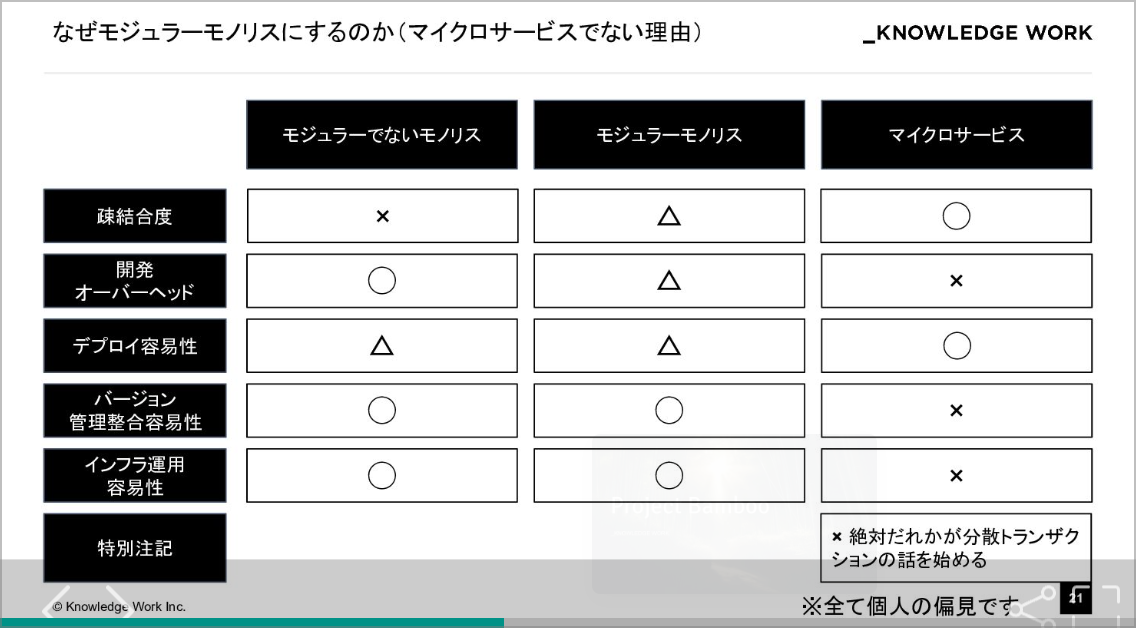 なぜモジュラーモノリスにするのか（マイクロサービスでない理由）
_KNOWLEDGE WORK
モジュラーでないモノリス
モジュラーモノリス
マイクロサービス
疎結合度
×
△
○
開発
オーバーヘッド
○
△
×
デプロイ容易性
△
△
○
バージョン
管理整合容易性
○
○
×
インフラ運用
容易性
○
○
×
Project Bamboo
特別注記
× 絶対だれかが分散トランザク
ションの話を始める
© Knowledge Work Inc.
※全て個人の偏見です
21